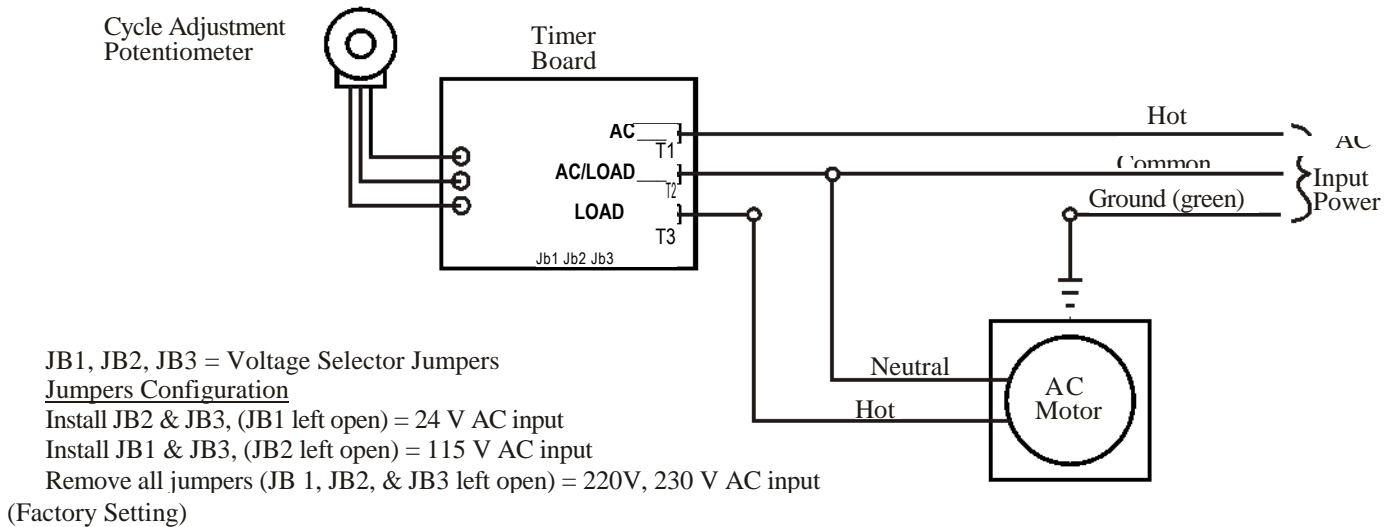 Cycle Adjustment
Potentiometer
Timer
Board
AC
T1
AC/LOAD
T2
LOAD
T3
Jb1 Jb2 Jb3
Hot
AC
Common
Input
Ground (green)
Power
Neutral
Hot
AC
Motor
JB1, JB2, JB3 = Voltage Selector Jumpers
Jumpers Configuration
Install JB2 & JB3, (JB1 left open) = 24 V AC input
Install JB1 & JB3, (JB2 left open) = 115 V AC input
Remove all jumpers (JB 1, JB2, & JB3 left open) = 220V, 230 V AC input
(Factory Setting)